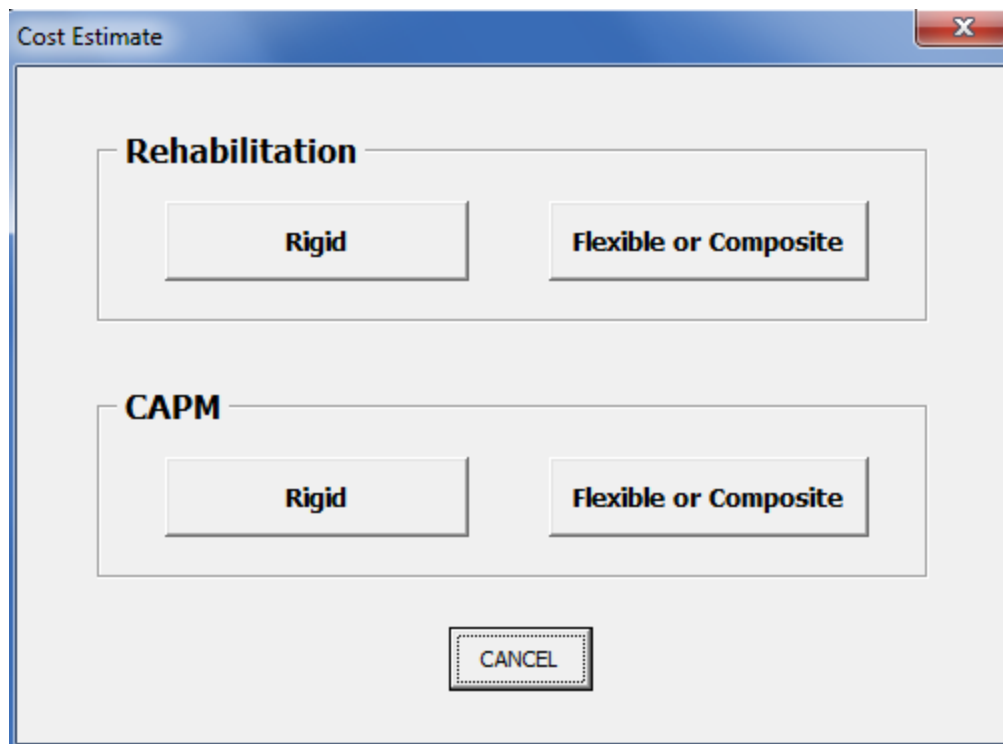 Cost Estimate
Rehabilitation
Rigid
Flexible or Composite
CAPM
Rigid
Flexible or Composite
CANCEL